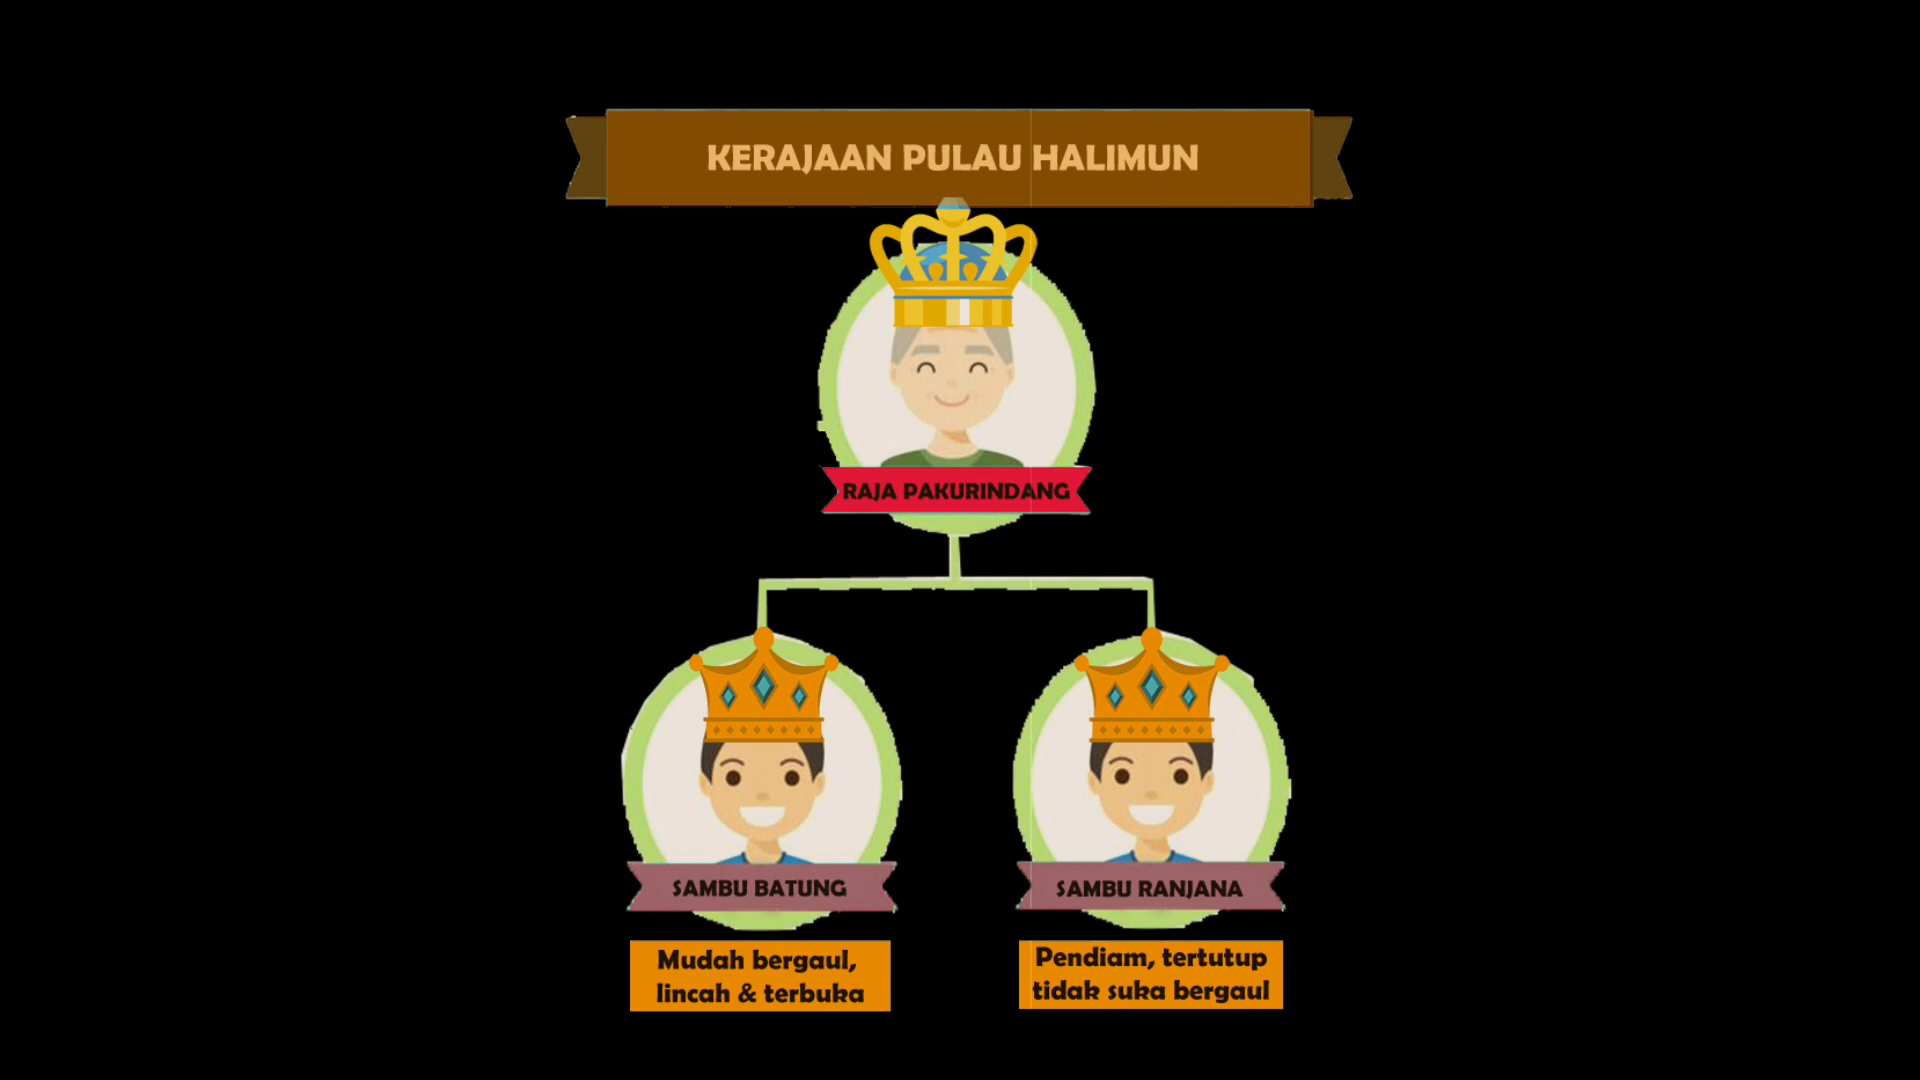 KERAJAAN PULAU HALIMUN
RAJA PAKURINDANG
SAMBU BATUNG
Mudah bergaul,
lincah & terbuka
SAMBU RANJANA
Pendiam, tertutup
tidak suka bergaul